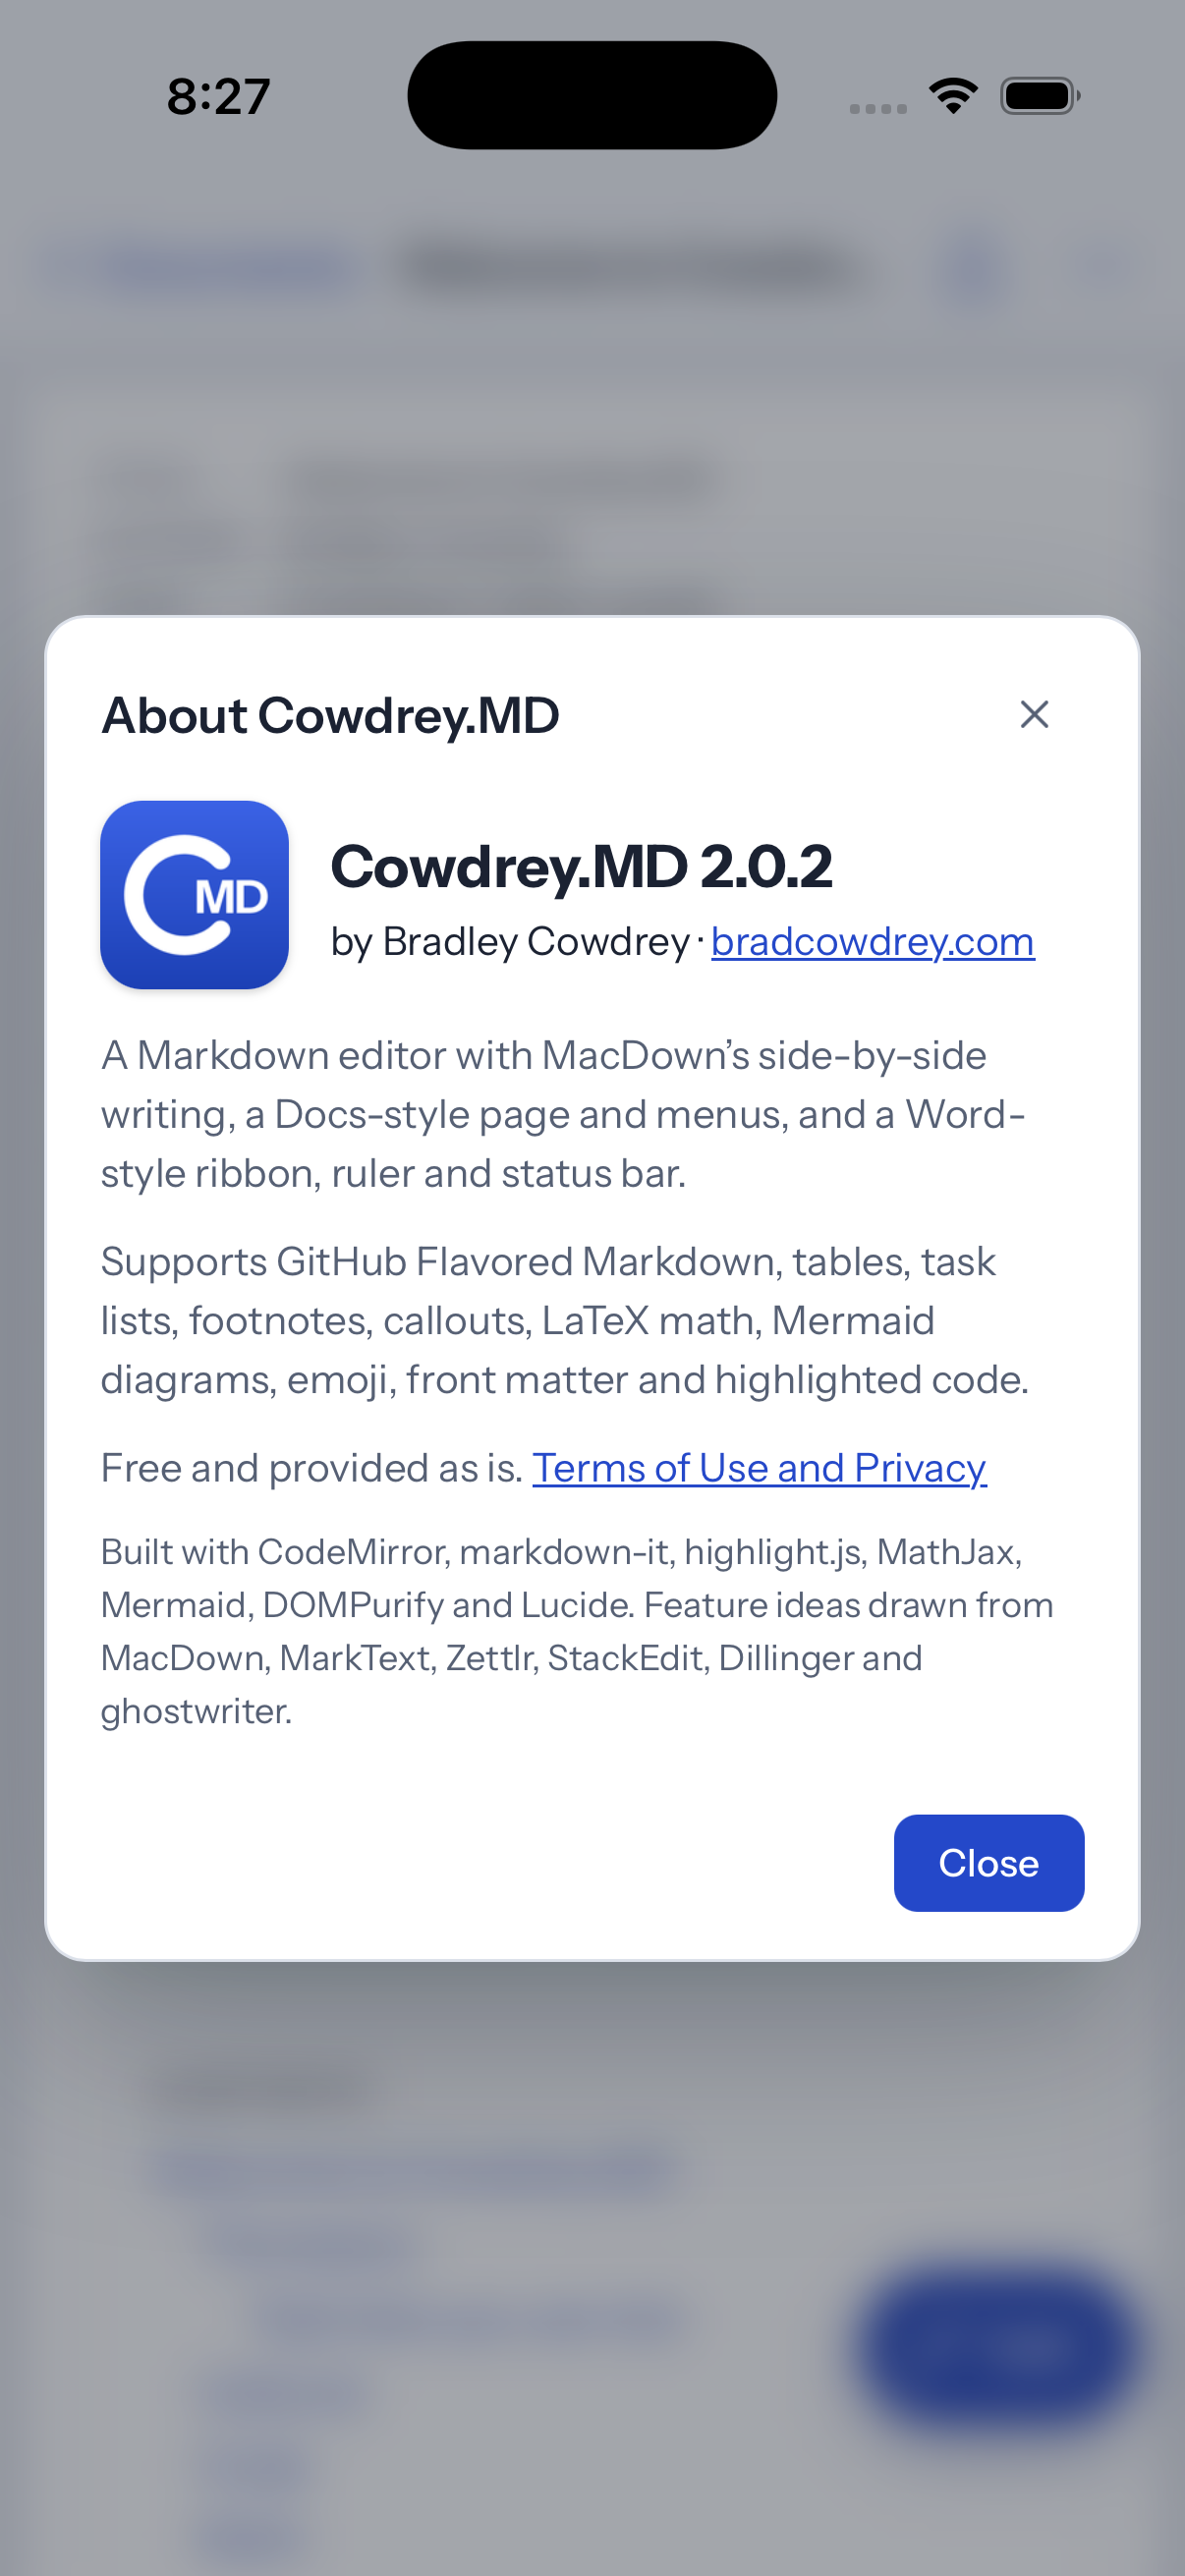 8:27
About Cowdrey.MD
MD
Cowdrey.MD 2.0.2
by Bradley Cowdrey · bradcowdrey.com
A Markdown editor with MacDown’s side-by-side
writing, a Docs-style page and menus, and a Word-
style ribbon, ruler and status bar.
Supports GitHub Flavored Markdown, tables, task
lists, footnotes, callouts, LaTeX math, Mermaid
diagrams, emoji, front matter and highlighted code.
Free and provided as is. Terms of Use and Privacy
Built with CodeMirror, markdown-it, highlight.js, MathJax,
Mermaid, DOMPurify and Lucide. Feature ideas drawn from
MacDown, MarkText, Zettlr, StackEdit, Dillinger and
ghostwriter.
Close